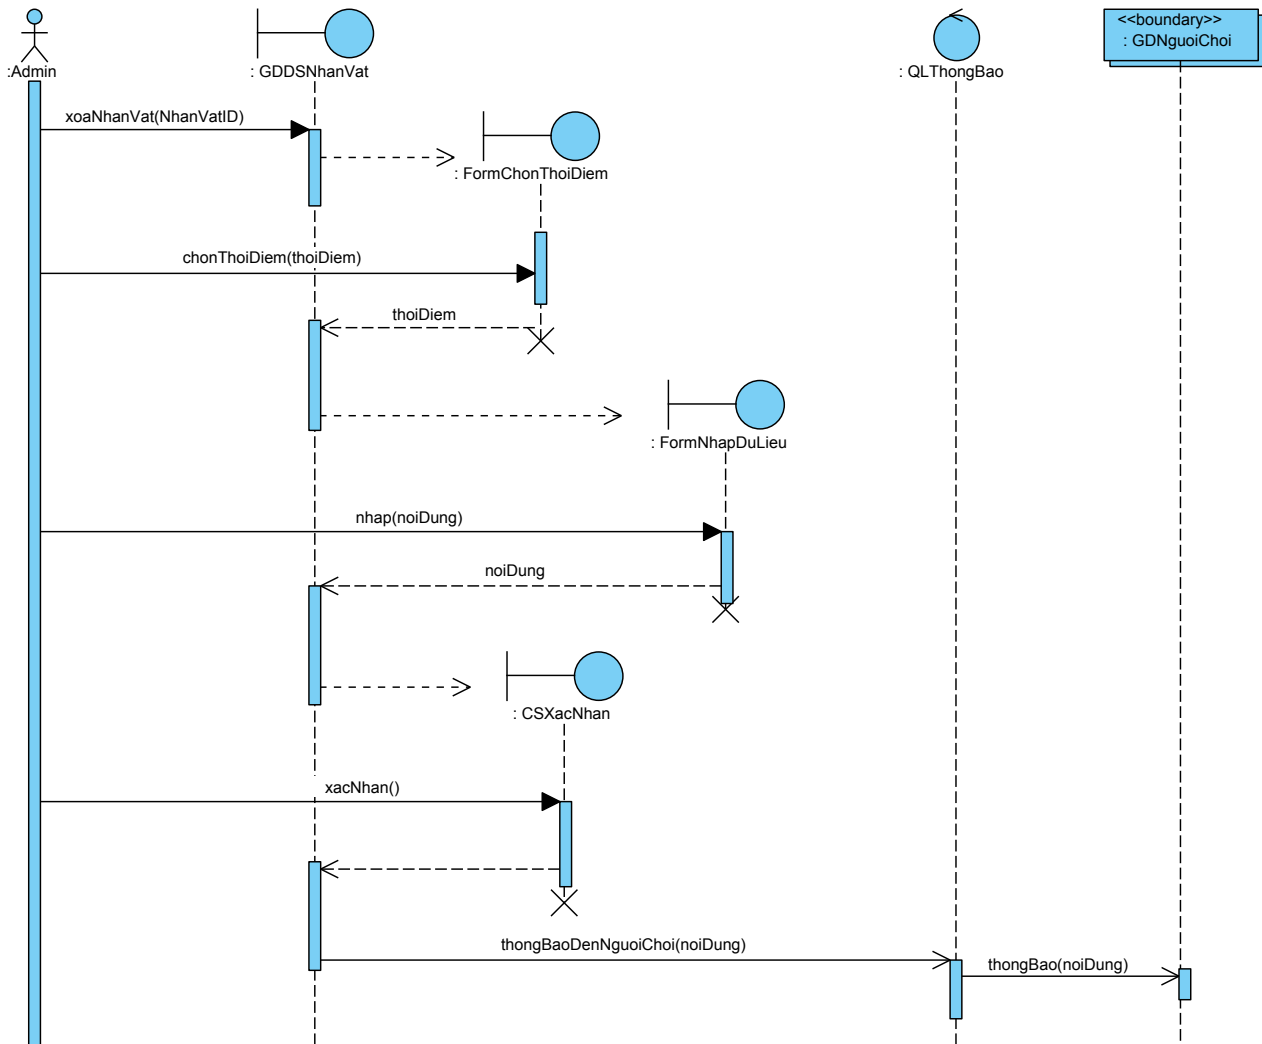 <<boundary>>
: GDNguoiChoi
:Admin
: GDDSNhanVat
: QLThongBao
xoaNhanVat(NhanVatID)
: FormChonThoiDiem
chonThoiDiem(thoiDiem)
thoiDiem
: FormNhapDuLieu
nhap(noiDung)
noiDung
: CSXacNhan
xacNhan()
thongBaoDenNguoiChoi(noiDung)
thongBao(noiDung)